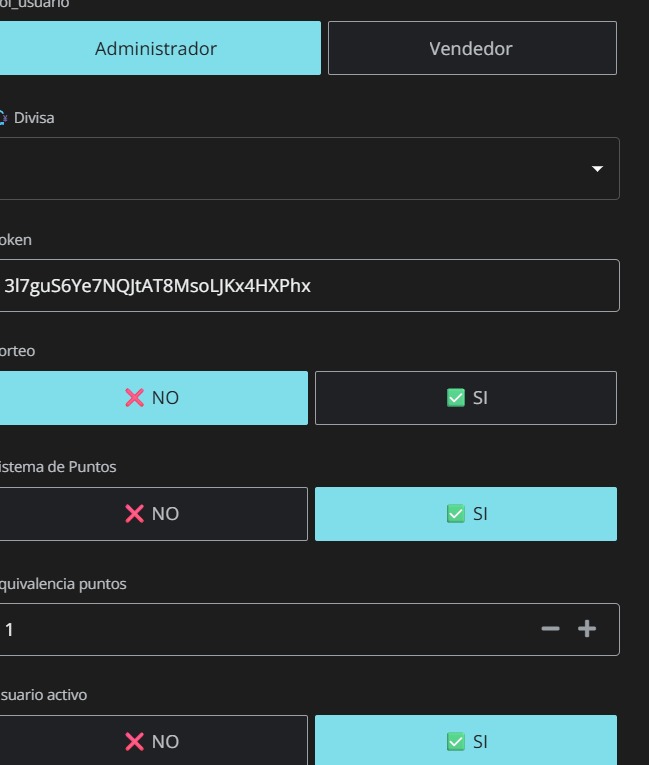 ol_usuario
Administrador
Vendedor
Divisa
oken
3l7guS6Ye7NQJtAT8MsoLJKx4HXPhx
orteo
❌ NO
✅ SI
istema de Puntos
❌ NO
✅ SI
quivalencia puntos
1
suario activo
❌ NO
✅ SI